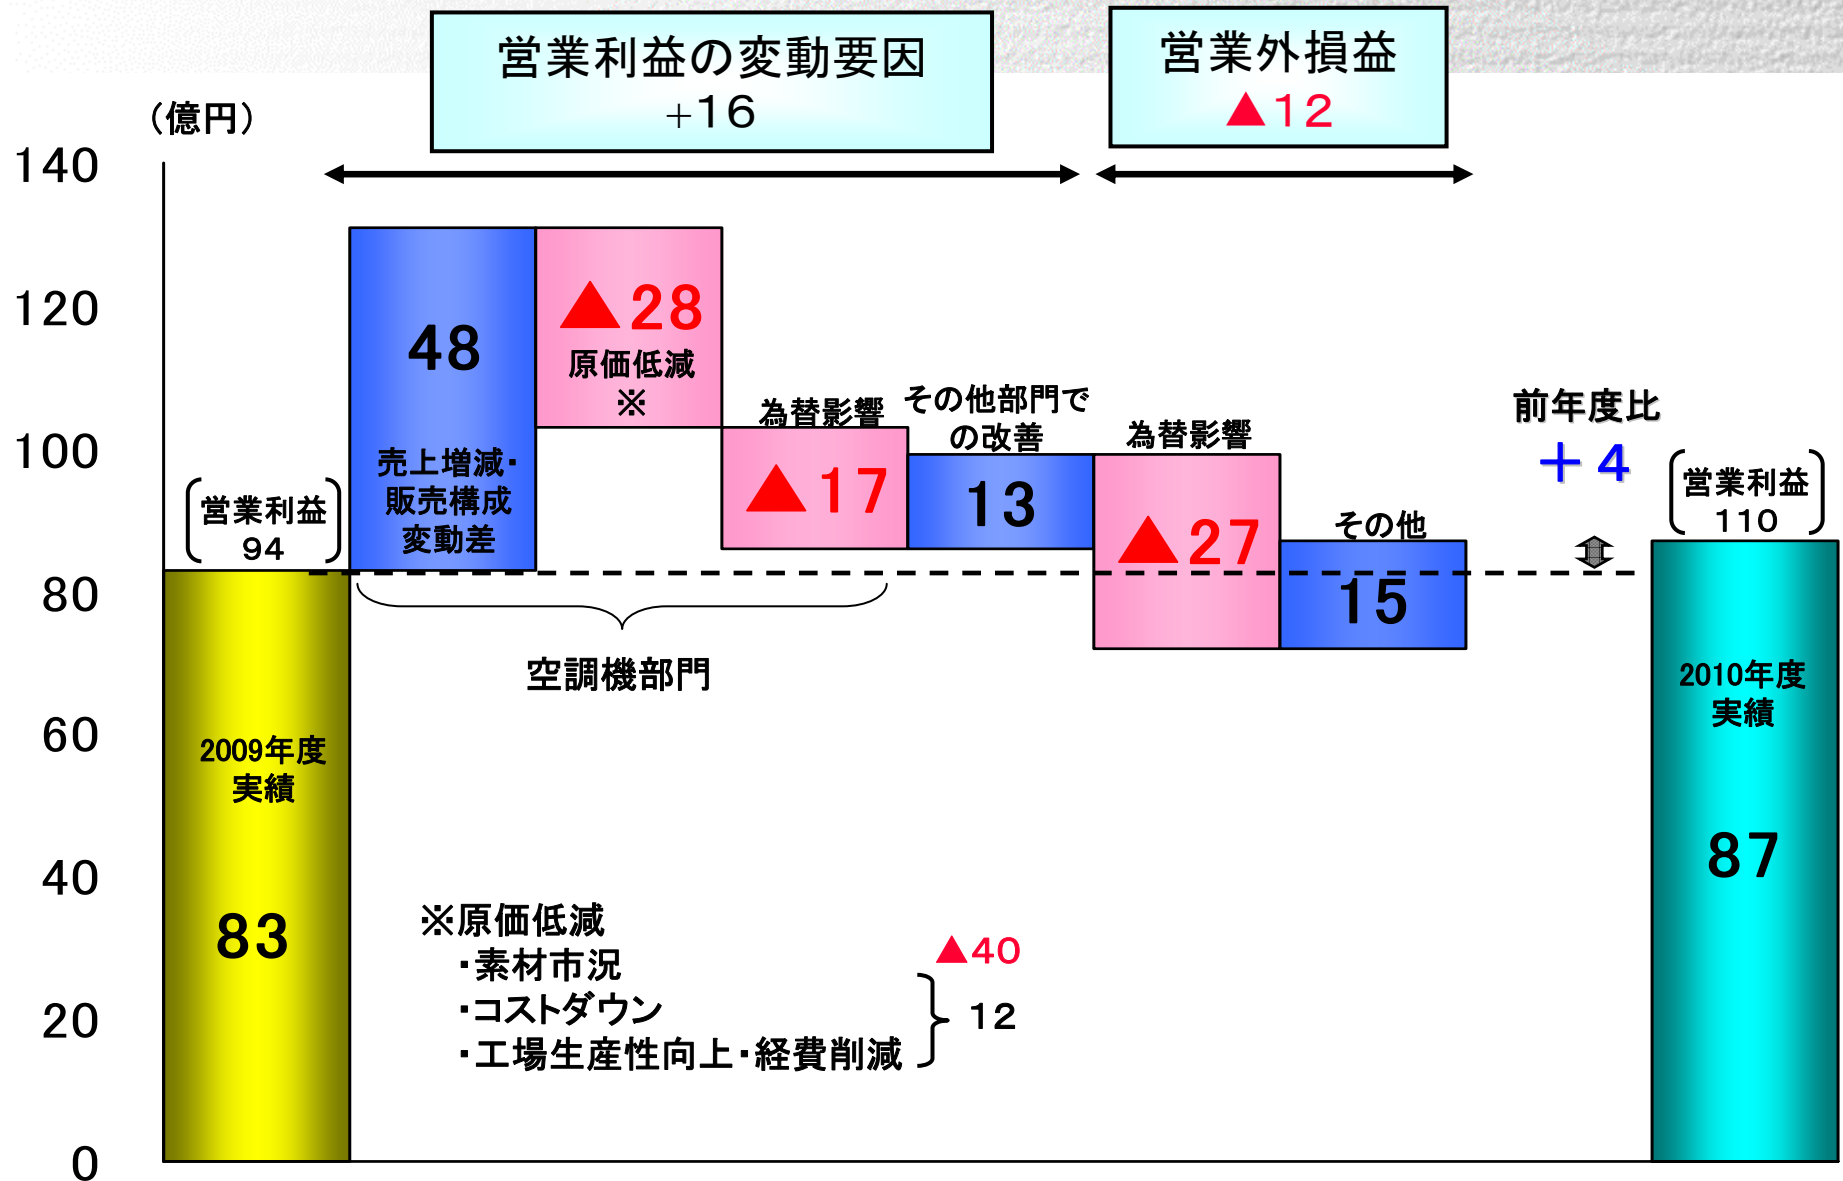 営業利益の変動要因
+16
営業外損益
▲12
(億円)
140
120
100
80
60
40
20
0
(営業利益
94)
2009年度
実績
83
48
売上増減・
販売構成
変動差
▲28
原価低減
※
為替影響
▲17
その他部門で
の改善
13
為替影響
▲27
その他
15
空調機部門
前年度比
+4
(営業利益
110)
2010年度
実績
87
※原価低減
・素材市況 ▲40
・コストダウン
・工場生産性向上・経費削減
12